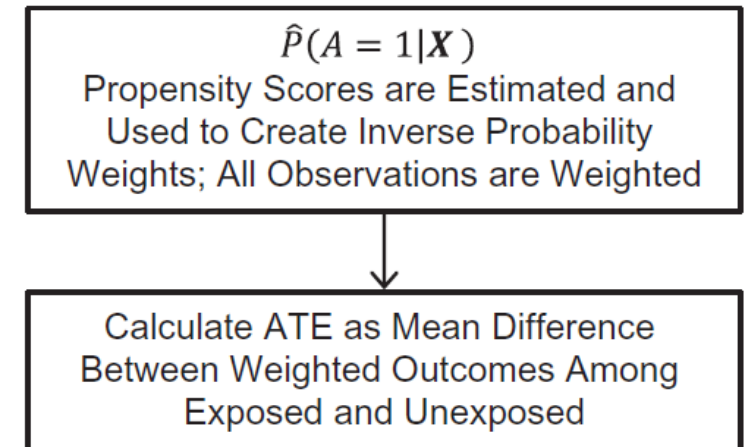 P̂(A = 1|X )
Propensity Scores are Estimated and
Used to Create Inverse Probability
Weights; All Observations are Weighted
Calculate ATE as Mean Difference
Between Weighted Outcomes Among
Exposed and Unexposed